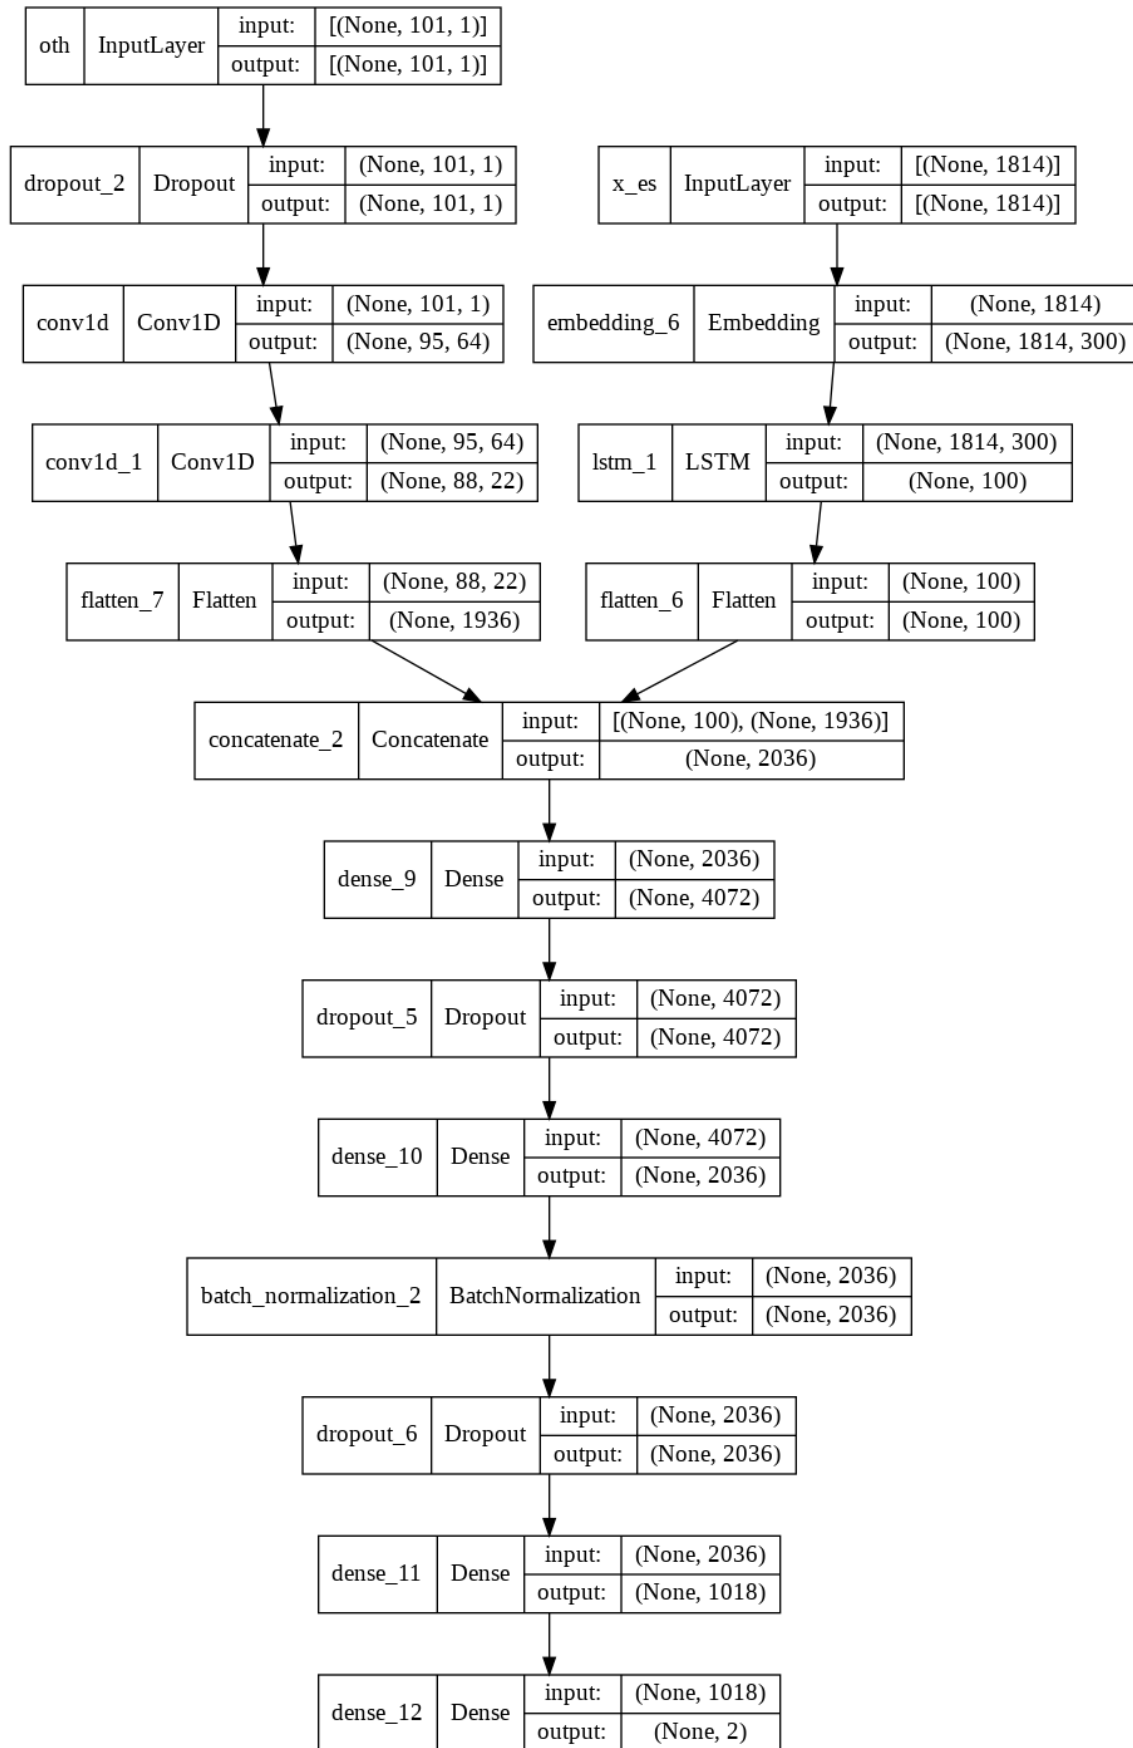 oth InputLayer input: [(None, 101, 1)]
output: [(None, 101, 1)]
dropout_2 Dropout input: (None, 101, 1)
output: (None, 101, 1)
x_es InputLayer input: [(None, 1814)]
output: [(None, 1814)]
conv1d Conv1D input: (None, 101, 1)
output: (None, 95, 64)
embedding_6 Embedding input: (None, 1814)
output: (None, 1814, 300)
conv1d_1 Conv1D input: (None, 95, 64)
output: (None, 88, 22)
lstm_1 LSTM input: (None, 1814, 300)
output: (None, 100)
flatten_7 Flatten input: (None, 88, 22)
output: (None, 1936)
flatten_6 Flatten input: (None, 100)
output: (None, 100)
concatenate_2 Concatenate input: [(None, 100), (None, 1936)]
output: (None, 2036)
dense_9 Dense input: (None, 2036)
output: (None, 4072)
dropout_5 Dropout input: (None, 4072)
output: (None, 4072)
dense_10 Dense input: (None, 4072)
output: (None, 2036)
batch_normalization_2 BatchNormalization input: (None, 2036)
output: (None, 2036)
dropout_6 Dropout input: (None, 2036)
output: (None, 2036)
dense_11 Dense input: (None, 2036)
output: (None, 1018)
dense_12 Dense input: (None, 1018)
output: (None, 2)